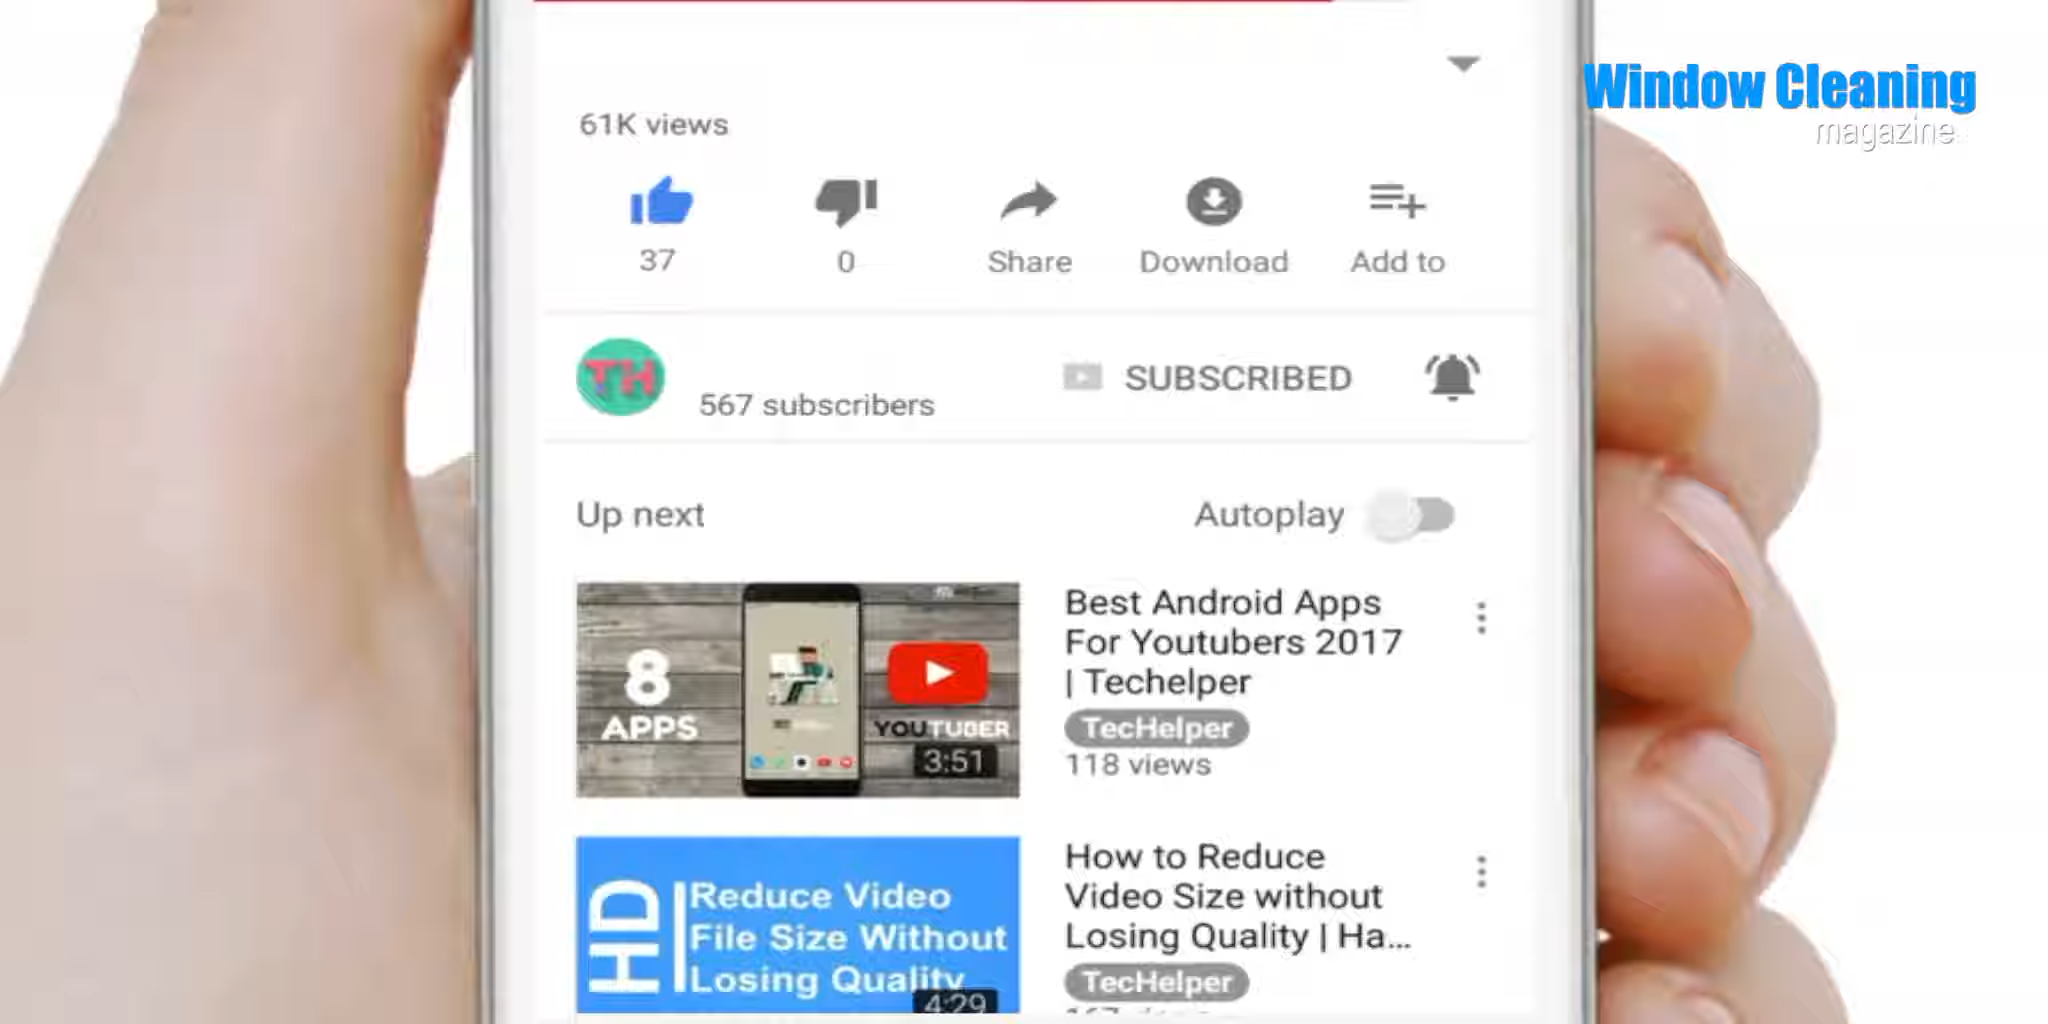 Window Cleaning
magazine
61K views
37
0
Share
Download
Add to
TH
567 subscribers
SUBSCRIBED
Up next
Autoplay
8
APPS
YOUTUBER
3:51
Best Android Apps
For Youtubers 2017
| Techelper
TecHelper
118 views
HD
Reduce Video
File Size Without
Losing Quality
4:29
How to Reduce
Video Size without
Losing Quality | Ha...
TecHelper